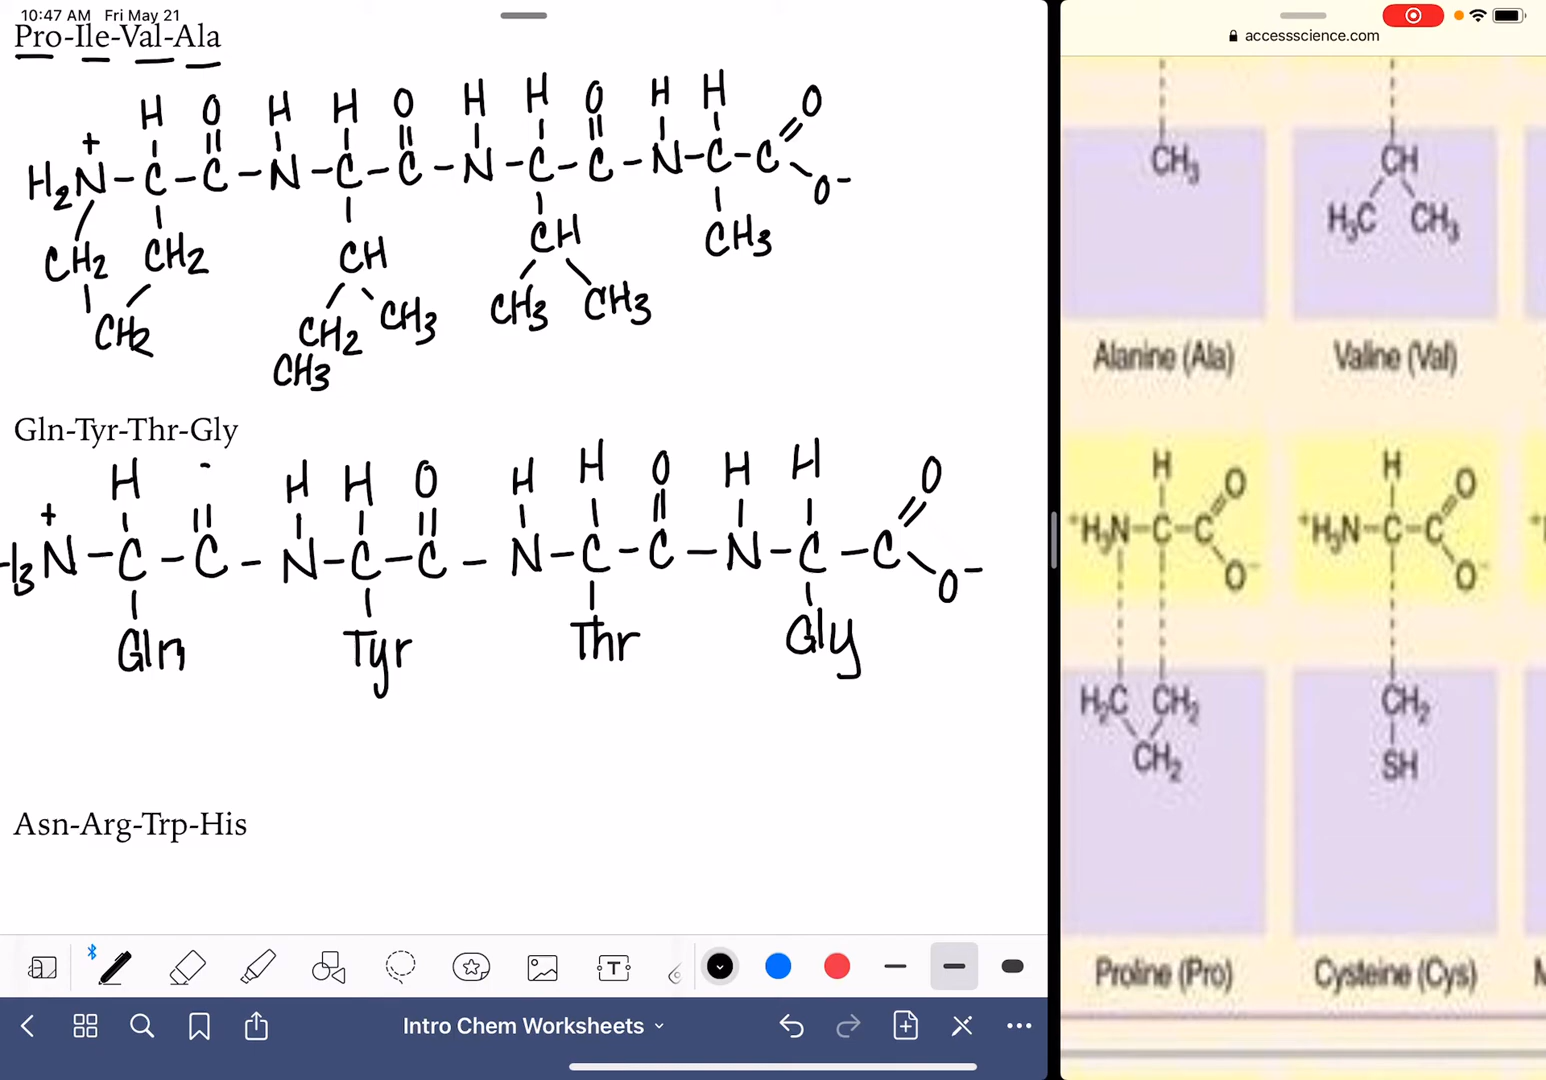 10:47 AM Fri May 21
Pro-Ile-Val-Ala
H O H H O H H O H H O
+
H2N-C-C-N-C-C-N-C-C-N-C-C
O-
CH2 CH2 CH CH CH3
CH2 CH2 CH3 CH3 CH3
CH3
Gln-Tyr-Thr-Gly
H H H O H H O H H O
+
H3N-C-C-N-C-C-N-C-C-N-C-C
O-
Gln Tyr Thr Gly
Asn-Arg-Trp-His
T
Intro Chem Worksheets
accessscience.com
CH3 CH
H3C CH3
Alanine (Ala) Valine (Val)
H O H O
+H3N-C-C +H3N-C-C
O- O-
H2C CH2 CH2
CH2 SH
Proline (Pro) Cysteine (Cys)